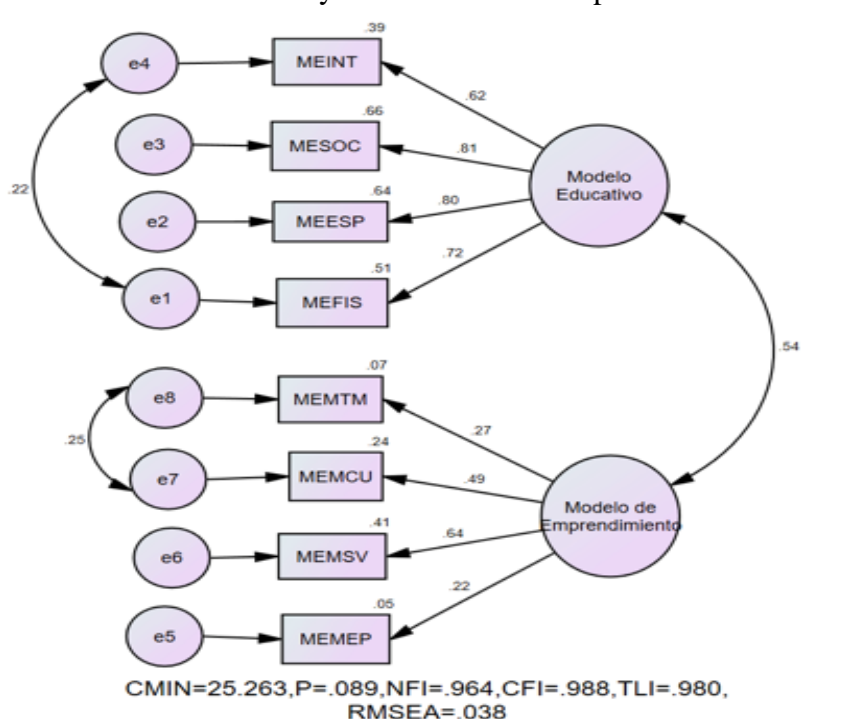 .39
e4
MEINT
.62
.66
e3
MESOC
.81
Modelo
Educativo
.64
.22
e2
MEESP
.80
.72
.51
e1
MEFIS
.54
.07
e8
MEMTM
.27
.25
.24
e7
MEMCU
.49
Modelo de
Emprendimiento
.41
e6
MEMSV
.64
.22
.05
e5
MEMEP
CMIN=25.263,P=.089,NFI=.964,CFI=.988,TLI=.980,
RMSEA=.038